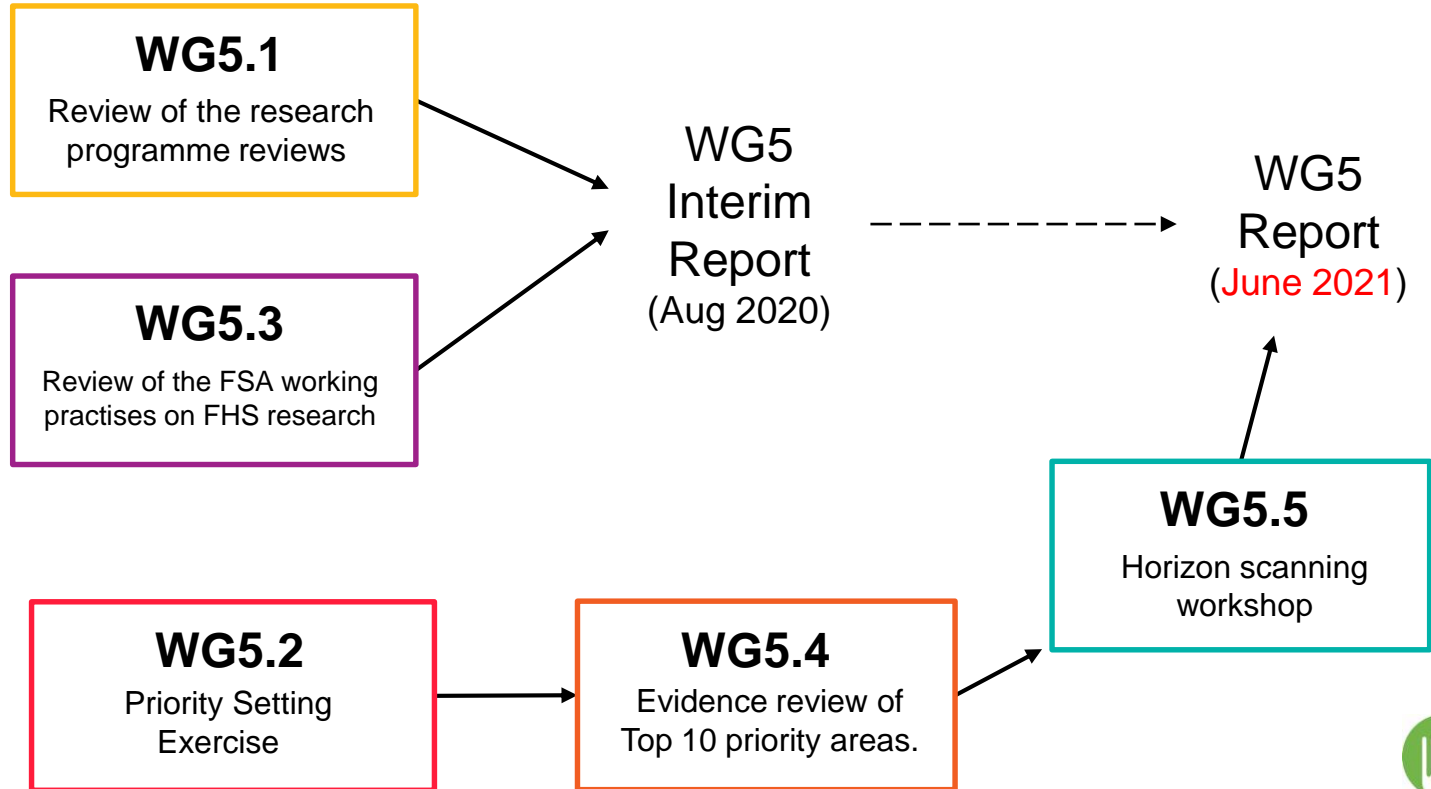 WG5.1
Review of the research
programme reviews
WG5.3
Review of the FSA working
practises on FHS research
WG5
Interim
Report
(Aug 2020)
WG5
Report
(June 2021)
WG5.5
Horizon scanning
workshop
WG5.2
Priority Setting
Exercise
WG5.4
Evidence review of
Top 10 priority areas.